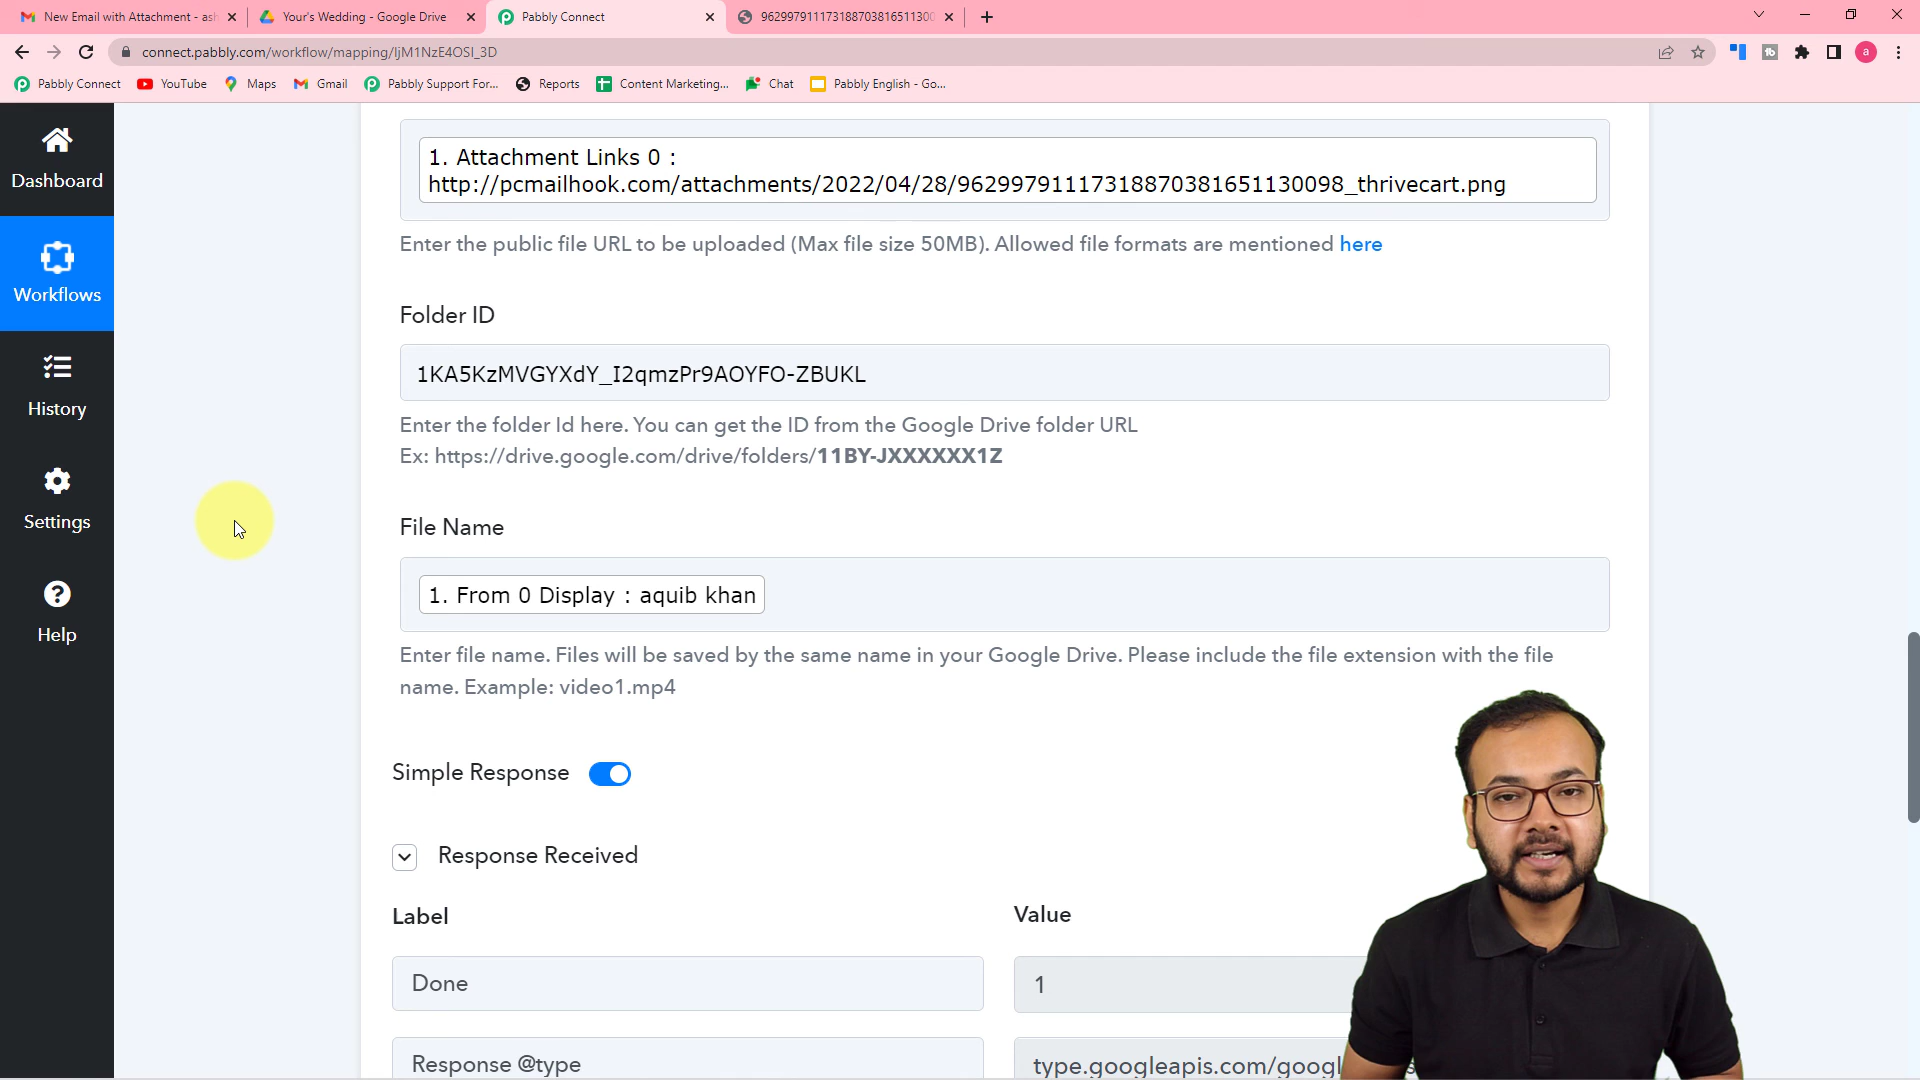 New Email with Attachment - ash
Your's Wedding - Google Drive
Pabbly Connect
96299791117318870381651130
connect.pabbly.com/workflow/mapping/IjM1NzE4OSI_3D
a
Pabbly Connect
YouTube
Maps
Gmail
Pabbly Support For...
Reports
Content Marketing...
Chat
Pabbly English - Go...
Dashboard
Workflows
History
Settings
Help
1. Attachment Links 0 :
http://pcmailhook.com/attachments/2022/04/28/96299791117318870381651130098_thrivecart.png
Enter the public file URL to be uploaded (Max file size 50MB). Allowed file formats are mentioned here
Folder ID
1KA5KzMVGYXdY_I2qmzPr9AOYFO-ZBUKL
Enter the folder Id here. You can get the ID from the Google Drive folder URL
Ex: https://drive.google.com/drive/folders/11BY-JXXXXXX1Z
File Name
1. From 0 Display : aquib khan
Enter file name. Files will be saved by the same name in your Google Drive. Please include the file extension with the file
name. Example: video1.mp4
Simple Response
Response Received
Label
Value
Done
1
Response @type
type.googleapis.com/googl